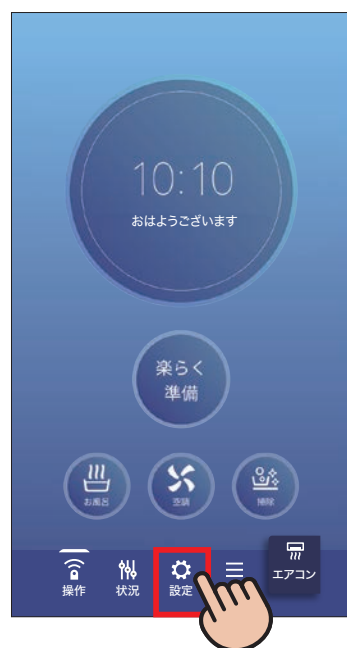 10:10
おはようございます
楽らく
準備
お風呂
空調
掃除
操作
状況
設定
エアコン